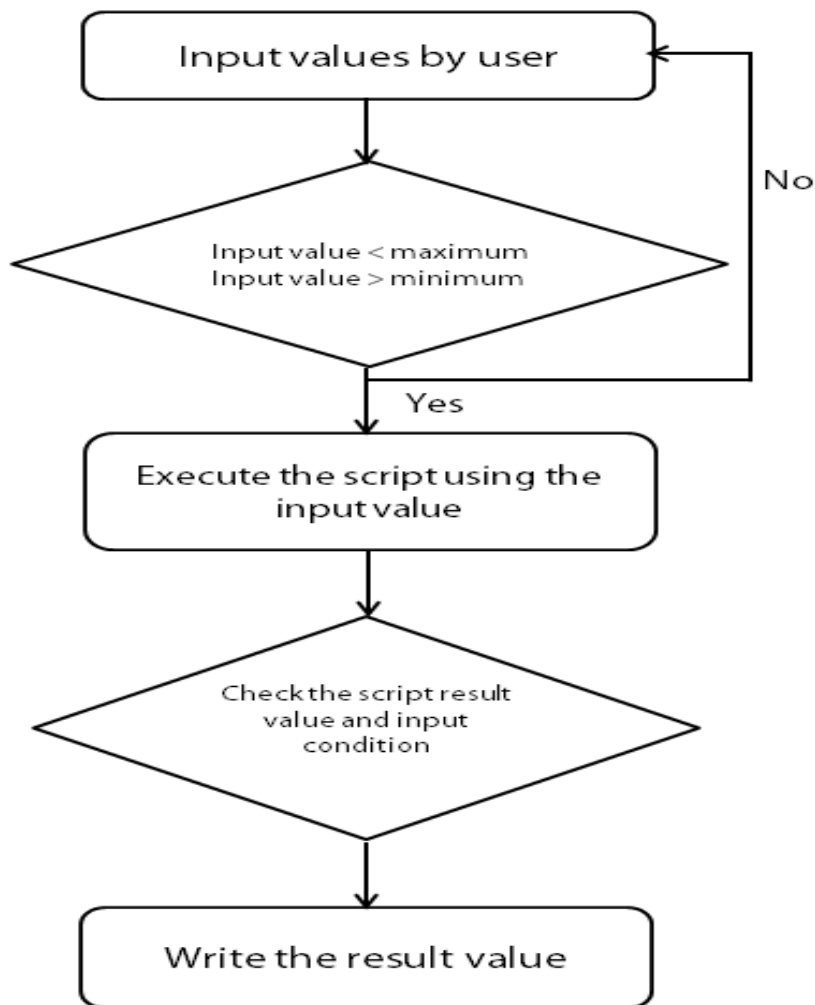 Input values by user
No
Input value < maximum
Input value > minimum
Yes
Execute the script using the
input value
Check the script result
value and input
condition
Write the result value